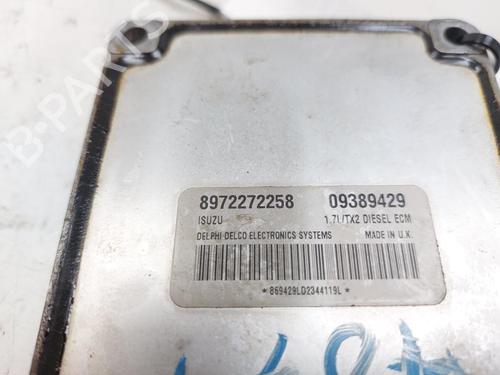 B-PARTS
8972272258 09389429
ISUZU 1.7L/TX2 DIESEL ECM
DELPHI DELCO ELECTRONICS SYSTEMS MADE IN U.K.
* 869429LD2344119L *